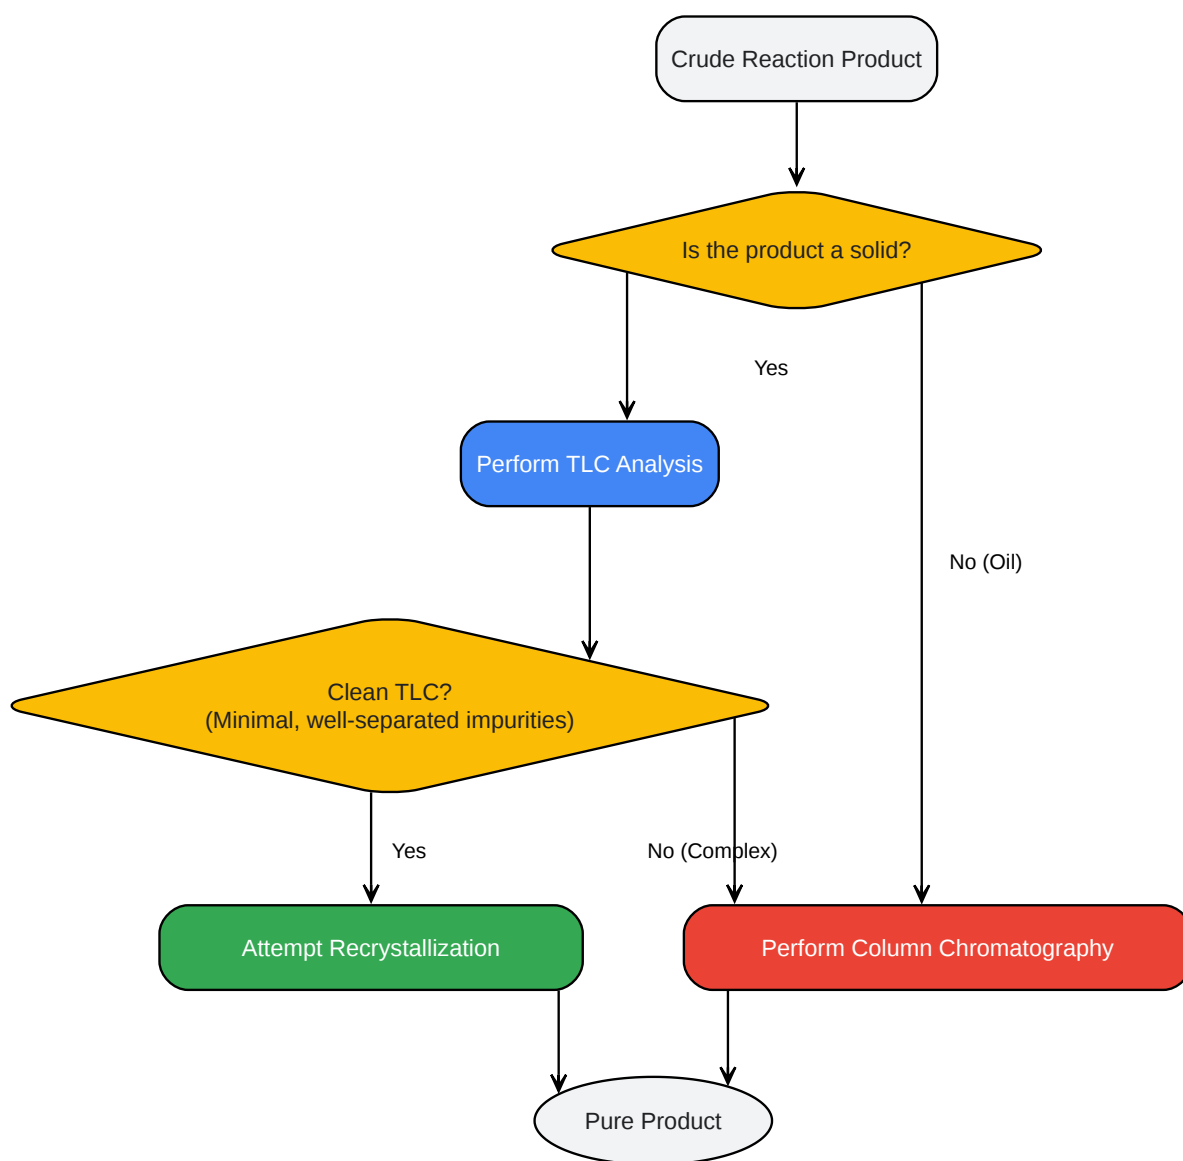 Crude Reaction Product
Is the product a solid?
Yes
Perform TLC Analysis
No (Oil)
Clean TLC?
(Minimal, well-separated impurities)
Yes
No (Complex)
Attempt Recrystallization
Perform Column Chromatography
Pure Product